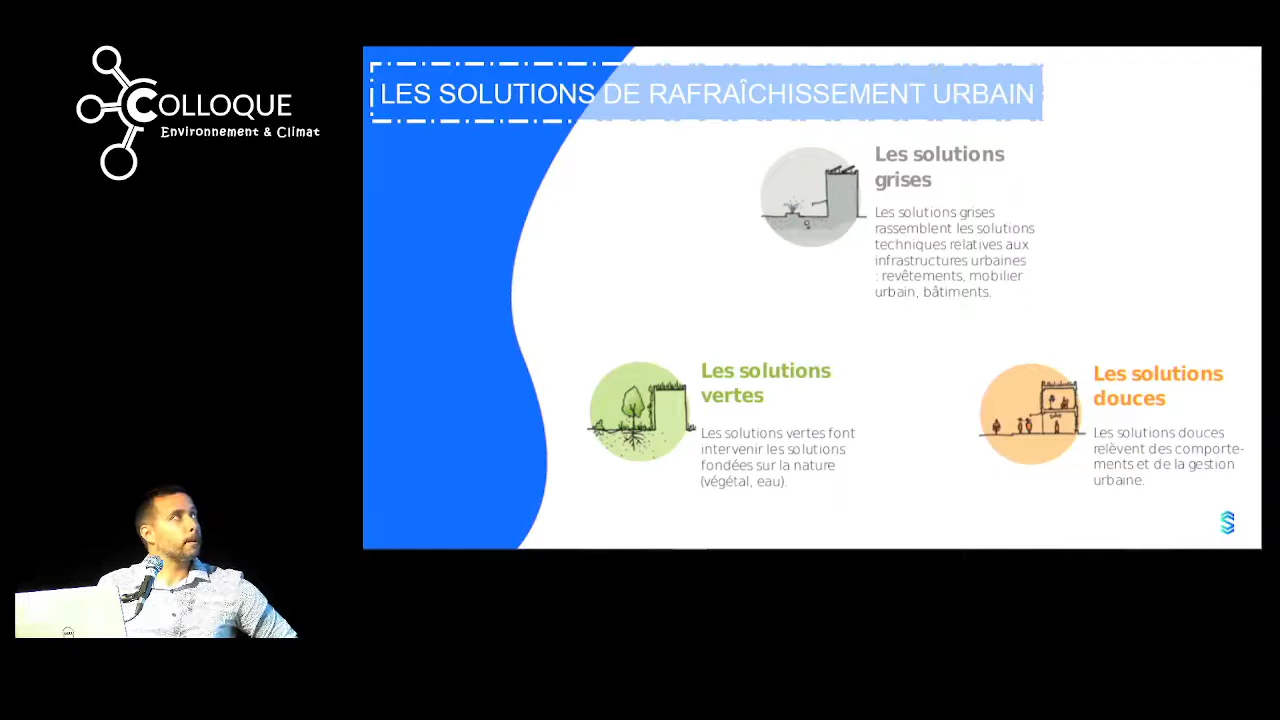 COLLOQUE
Environnement & Climat
LES SOLUTIONS DE RAFRAÎCHISSEMENT URBAIN
Les solutions
grises
Les solutions grises
rassemblent les solutions
techniques relatives aux
infrastructures urbaines
: revêtements, mobilier
urbain, bâtiments.
Les solutions
vertes
Les solutions vertes font
intervenir les solutions
fondées sur la nature
(végétal, eau).
Les solutions
douces
Les solutions douces
relèvent des comporte-
ments et de la gestion
urbaine.